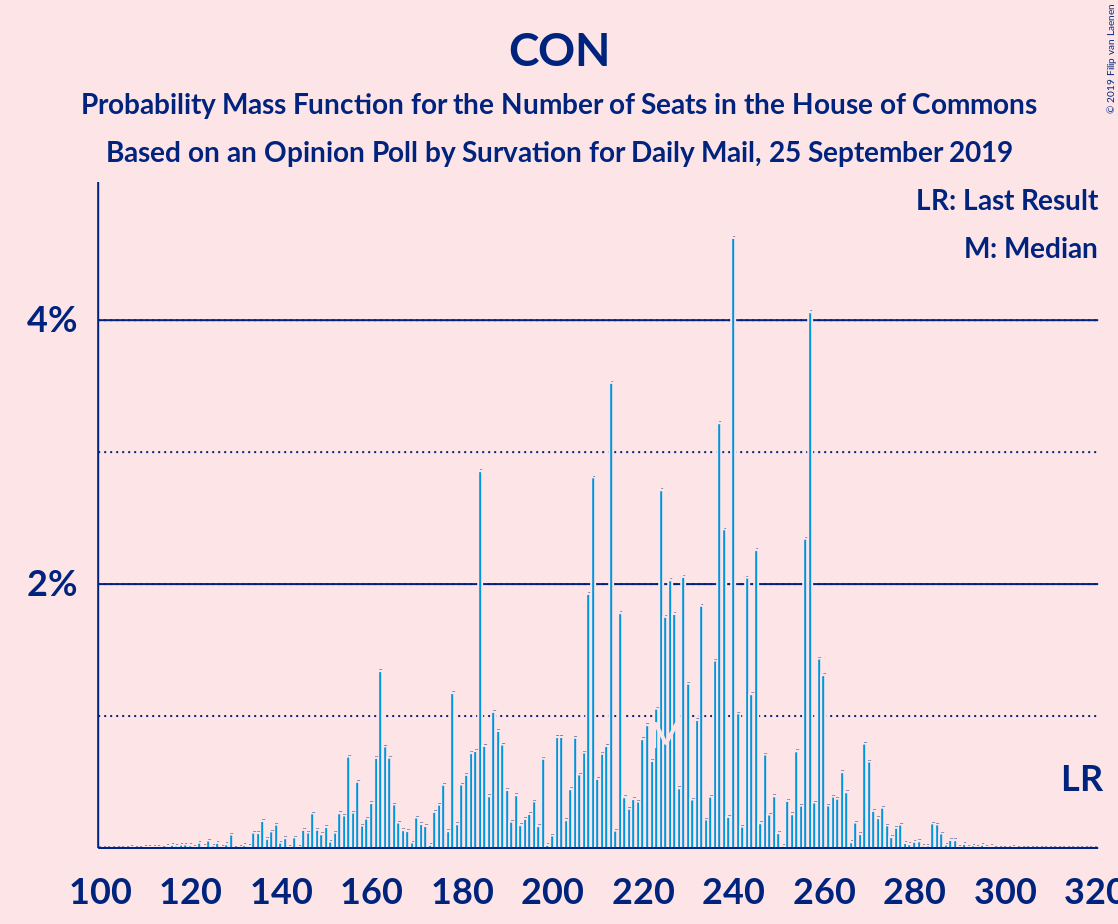 CON
Probability Mass Function for the Number of Seats in the House of Commons
Based on an Opinion Poll by Survation for Daily Mail, 25 September 2019
© 2019 Filip van Laenen
LR: Last Result
M: Median
4%
2%
M
LR
100 120 140 160 180 200 220 240 260 280 300 320